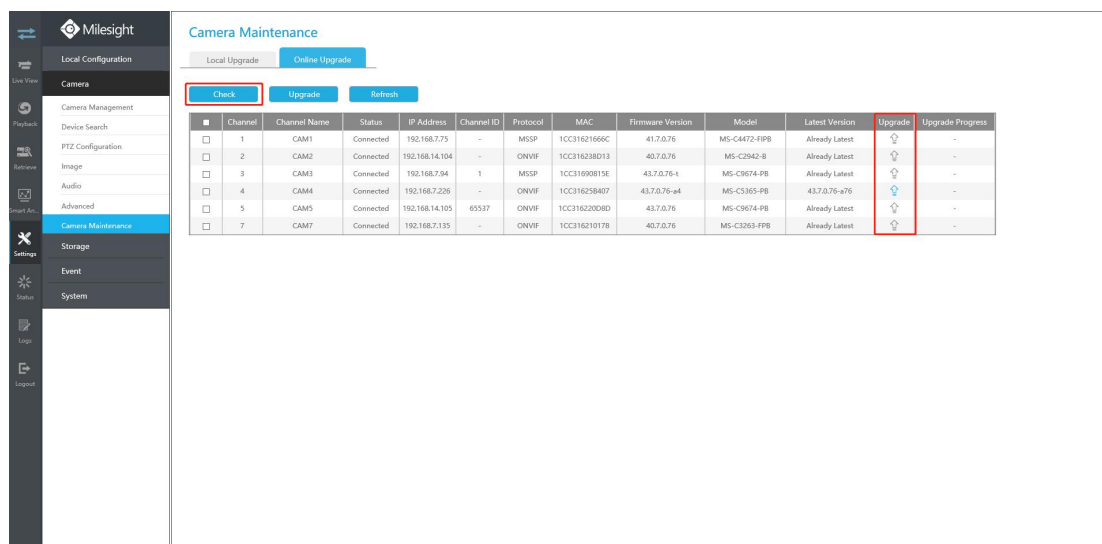 Milesight
Live View
Playback
Retrieve
Smart An...
Settings
Status
Logs
Logout
Local Configuration
Camera
Camera Management
Device Search
PTZ Configuration
Image
Audio
Advanced
Camera Maintenance
Storage
Event
System
Camera Maintenance
Local Upgrade Online Upgrade
Check Upgrade Refresh
Channel Channel Name Status IP Address Channel ID Protocol MAC Firmware Version Model Latest Version Upgrade Upgrade Progress
1 CAM1 Connected 192.168.7.75 - MSSP 1CC31621666C 41.7.0.76 MS-C4472-FIPB Already Latest -
2 CAM2 Connected 192.168.14.104 - ONVIF 1CC316238D13 40.7.0.76 MS-C2942-B Already Latest -
3 CAM3 Connected 192.168.7.94 1 MSSP 1CC31690815E 43.7.0.76-t MS-C9674-PB Already Latest -
4 CAM4 Connected 192.168.7.226 - ONVIF 1CC31625B407 43.7.0.76-a4 MS-C5365-PB 43.7.0.76-a76 -
5 CAM5 Connected 192.168.14.105 65537 ONVIF 1CC316220D8D 43.7.0.76 MS-C9674-PB Already Latest -
7 CAM7 Connected 192.168.7.135 - ONVIF 1CC316210178 40.7.0.76 MS-C3263-FPB Already Latest -